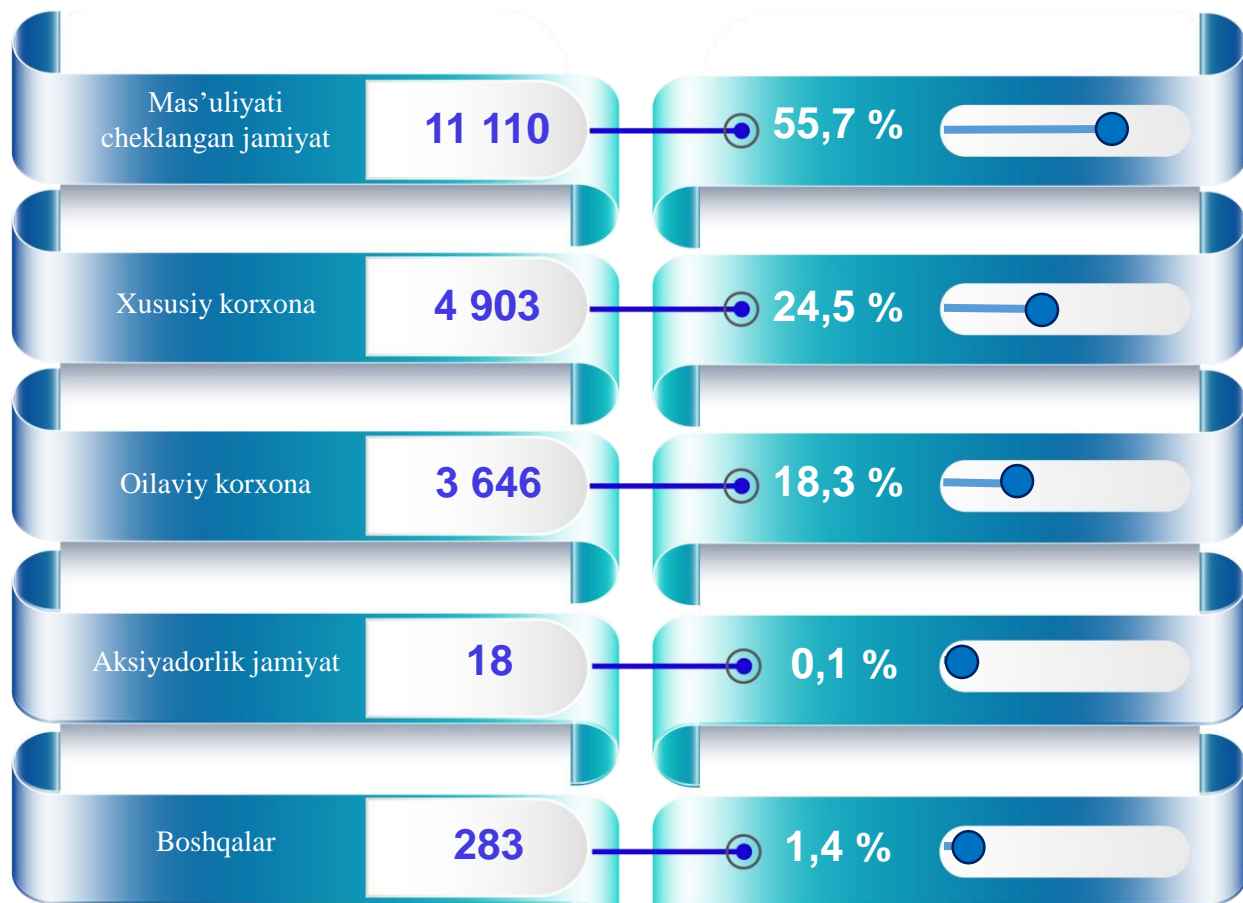 Mas’uliyati
cheklangan jamiyat
11 110
55,7 %
Xususiy korxona
4 903
24,5 %
Oilaviy korxona
3 646
18,3 %
Aksiyadorlik jamiyat
18
0,1 %
Boshqalar
283
1,4 %